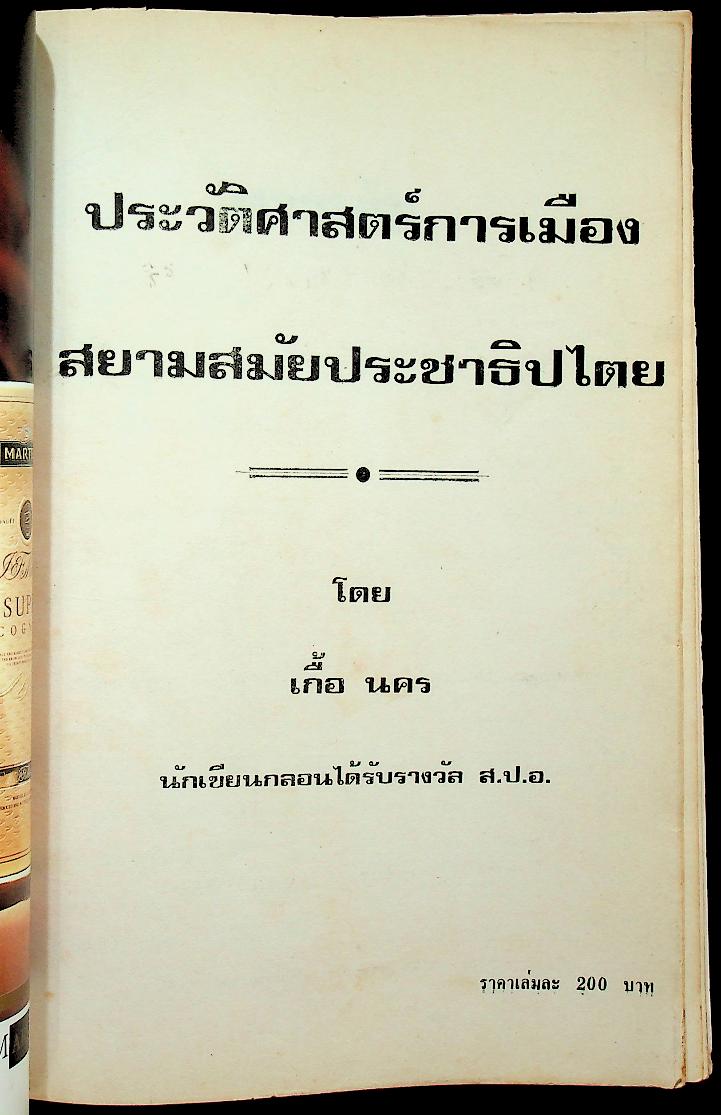 ประวัติศาสตร์การเมือง
สยามสมัยประชาธิปไตย
โดย
เกื้อ นคร
นักเขียนกลอนได้รับรางวัล ส.ป.อ.
ราคาเล่มละ 200 บาท
MART
SUP
COGN